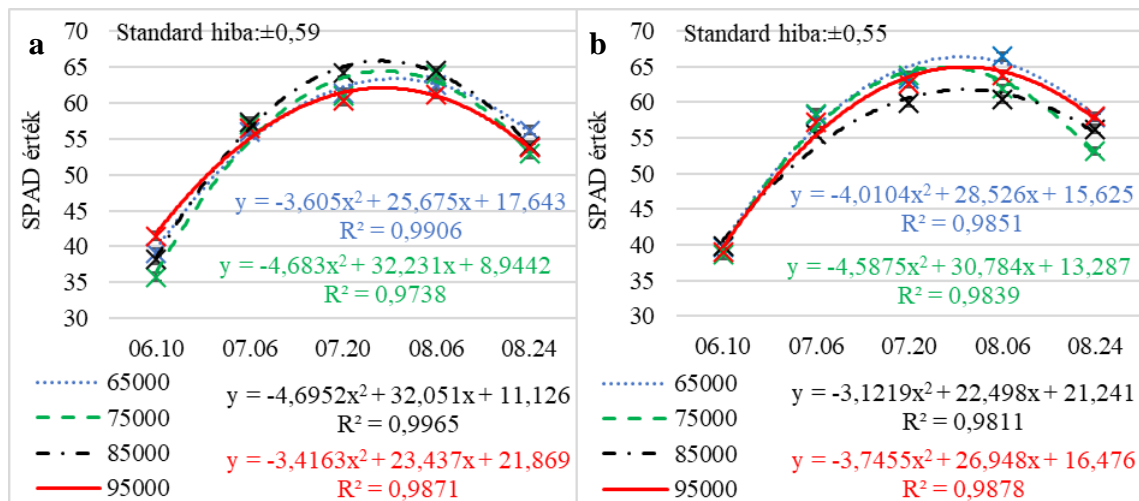 a
Standard hiba:±0,59
SPAD érték
70
65
60
55
50
45
40
35
30
y = -3,605x² + 25,675x + 17,643
R² = 0,9906
y = -4,683x² + 32,231x + 8,9442
R² = 0,9738
06.10 07.06 07.20 08.06 08.24
65000
75000
85000
95000
y = -4,6952x² + 32,051x + 11,126
R² = 0,9965
y = -3,4163x² + 23,437x + 21,869
R² = 0,9871
b
Standard hiba:±0,55
SPAD érték
70
65
60
55
50
45
40
35
30
y = -4,0104x² + 28,526x + 15,625
R² = 0,9851
y = -4,5875x² + 30,784x + 13,287
R² = 0,9839
06.10 07.06 07.20 08.06 08.24
65000
75000
85000
95000
y = -3,1219x² + 22,498x + 21,241
R² = 0,9811
y = -3,7455x² + 26,948x + 16,476
R² = 0,9878